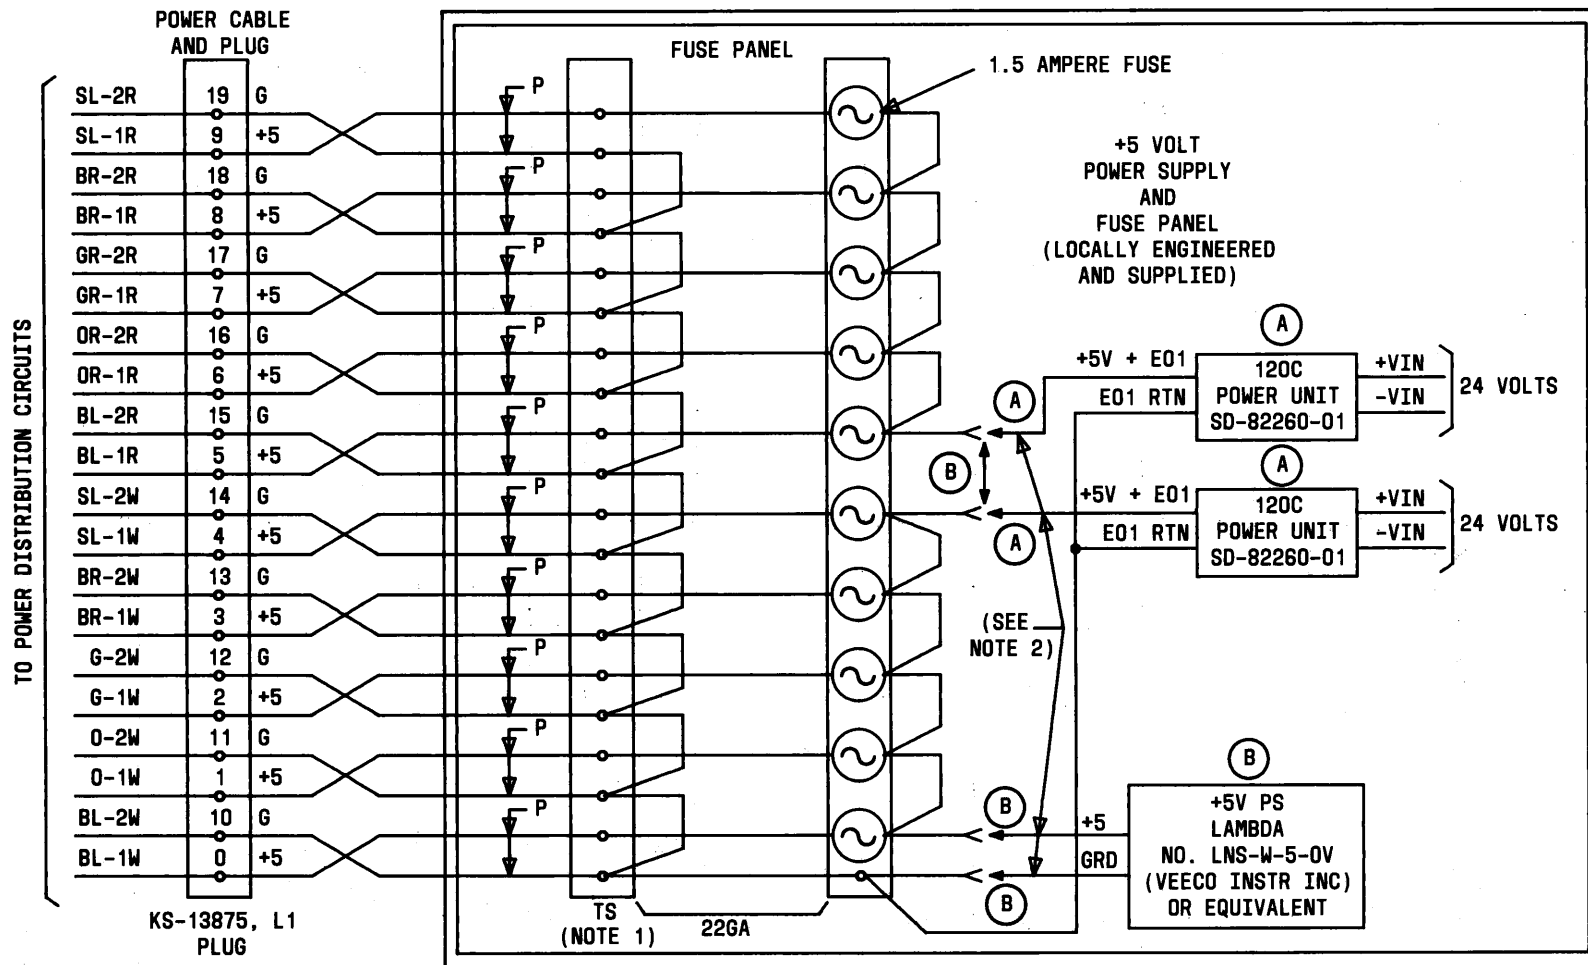 POWER CABLE
AND PLUG
FUSE PANEL
1.5 AMPERE FUSE
TO POWER DISTRIBUTION CIRCUITS
SL-2R 19 G P
SL-1R 9 +5
BR-2R 18 G P
BR-1R 8 +5
GR-2R 17 G P
GR-1R 7 +5
OR-2R 16 G P
OR-1R 6 +5
BL-2R 15 G P
BL-1R 5 +5
SL-2W 14 G P
SL-1W 4 +5
BR-2W 13 G P
BR-1W 3 +5
G-2W 12 G P
G-1W 2 +5
O-2W 11 G P
O-1W 1 +5
BL-2W 10 G P
BL-1W 0 +5
KS-13875, L1
PLUG
TS
(NOTE 1)
22GA
+5 VOLT
POWER SUPPLY
AND
FUSE PANEL
(LOCALLY ENGINEERED
AND SUPPLIED)
A
+5V + E01
E01 RTN
120C
POWER UNIT
SD-82260-01
+VIN
-VIN
24 VOLTS
A
B
A
A
+5V + E01
E01 RTN
120C
POWER UNIT
SD-82260-01
+VIN
-VIN
24 VOLTS
(SEE
NOTE 2)
B
B
+5
GRD
B
+5V PS
LAMBDA
NO. LNS-W-5-OV
(VEECO INSTR INC)
OR EQUIVALENT